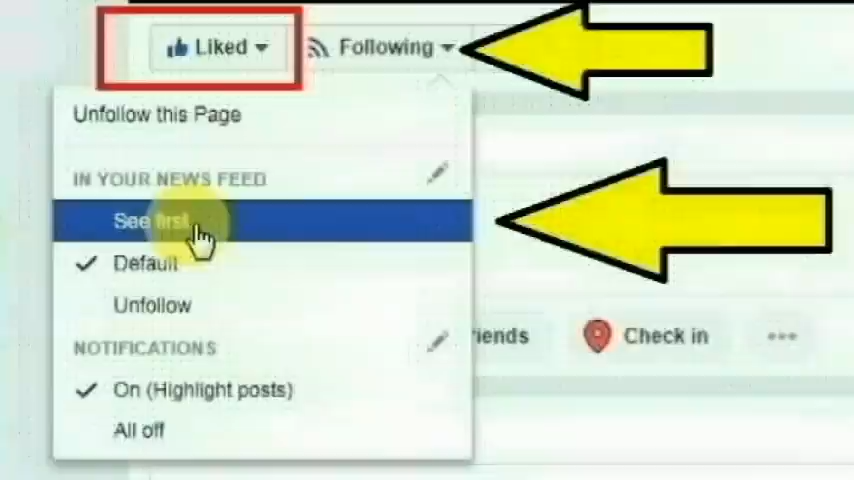 Liked Following
Unfollow this Page
IN YOUR NEWS FEED
See first
Default
Unfollow
NOTIFICATIONS
riends Check in
On (Highlight posts)
All off